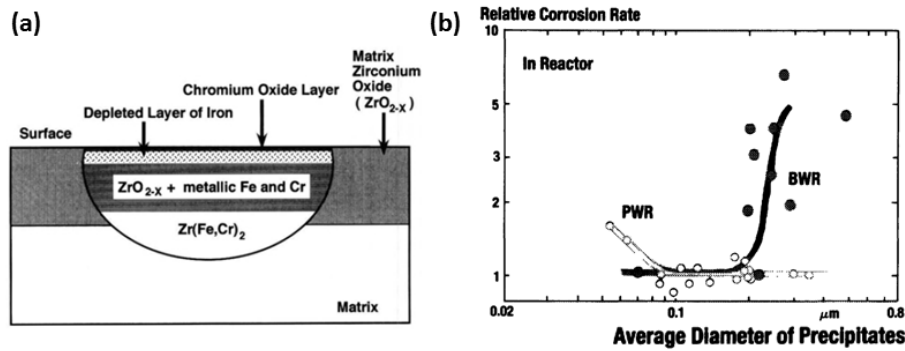 (a)
Matrix
Zirconium
Oxide
( ZrO2-X )
Chromium Oxide Layer
Depleted Layer of Iron
Surface
ZrO2-X + metallic Fe and Cr
Zr(Fe,Cr)2
Matrix
(b)
Relative Corrosion Rate
10
In Reactor
5
3
BWR
2
PWR
1
0.02
0.1
μm
0.8
Average Diameter of Precipitates